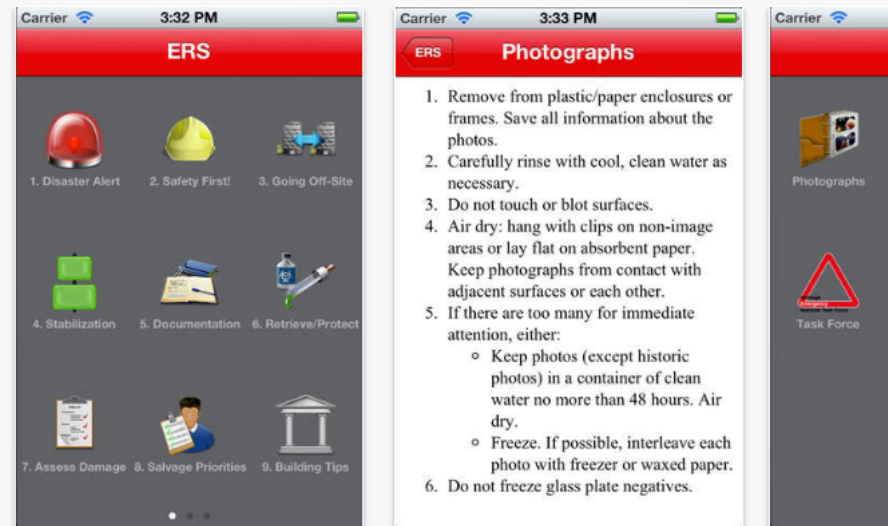 Carrier 3:32 PM
ERS
1. Disaster Alert 2. Safety First! 3. Going Off-Site
4. Stabilization 5. Documentation 6. Retrieve/Protect
7. Assess Damage 8. Salvage Priorities 9. Building Tips
Carrier 3:33 PM
ERS Photographs
1. Remove from plastic/paper enclosures or
frames. Save all information about the
photos.
2. Carefully rinse with cool, clean water as
necessary.
3. Do not touch or blot surfaces.
4. Air dry: hang with clips on non-image
areas or lay flat on absorbent paper.
Keep photographs from contact with
adjacent surfaces or each other.
5. If there are too many for immediate
attention, either:
Keep photos (except historic
photos) in a container of clean
water no more than 48 hours. Air
dry.
Freeze. If possible, interleave each
photo with freezer or waxed paper.
6. Do not freeze glass plate negatives.
Carrier
Photographs
Emergency
Task Force